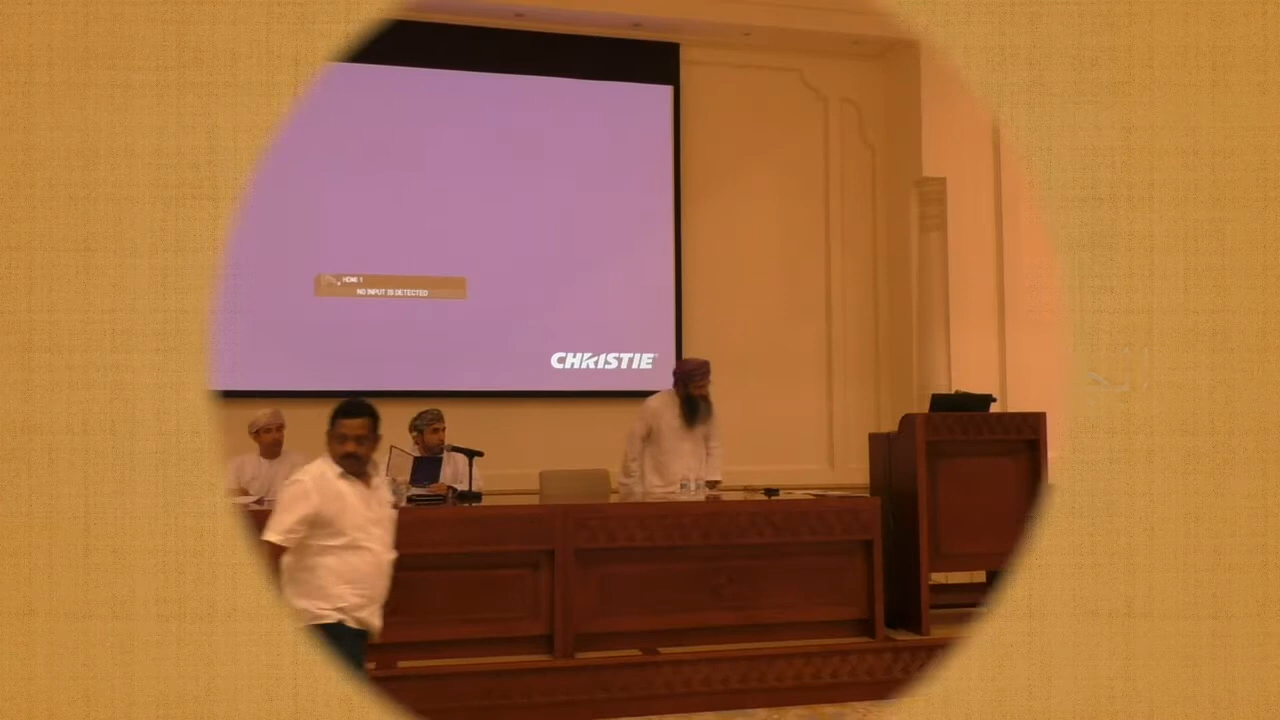 HDMI 1
NO INPUT IS DETECTED
CHRISTIE